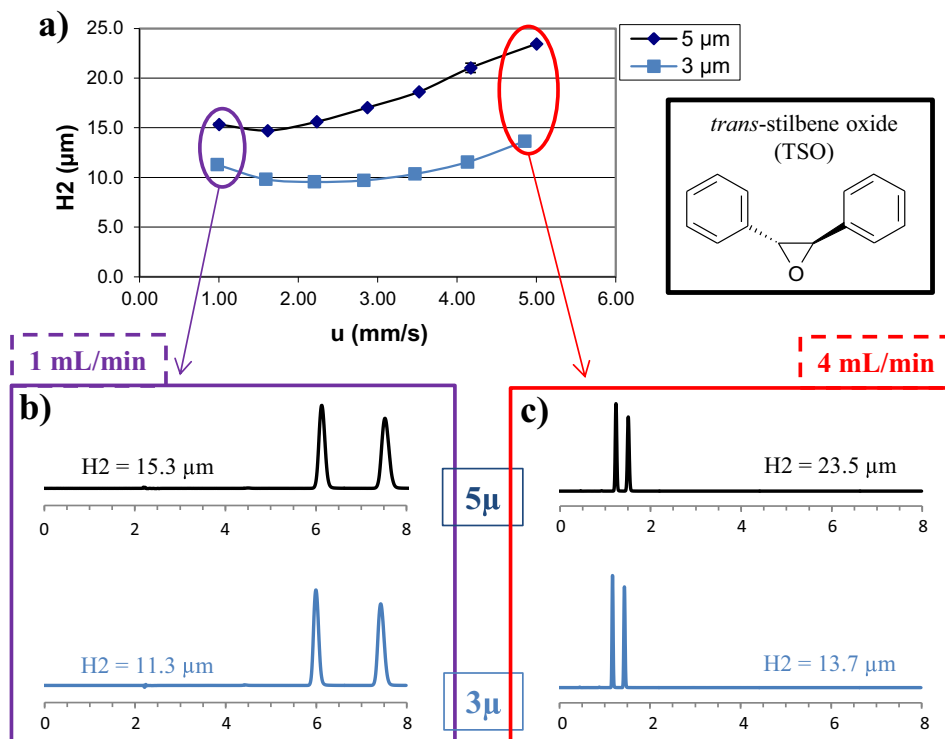 a)
30.0
25.0
20.0
15.0
10.0
5.0
0.0
H2 (µm)
0.00 1.00 2.00 3.00 4.00 5.00 6.00
u (mm/s)
5 µm
3 µm
trans-stilbene oxide
(TSO)
O
1 mL/min
4 mL/min
b)
H2 = 15.3 µm
0 2 4 6 8
H2 = 11.3 µm
0 2 4 6 8
5µ
3µ
c)
H2 = 23.5 µm
0 2 4 6 8
H2 = 13.7 µm
0 2 4 6 8